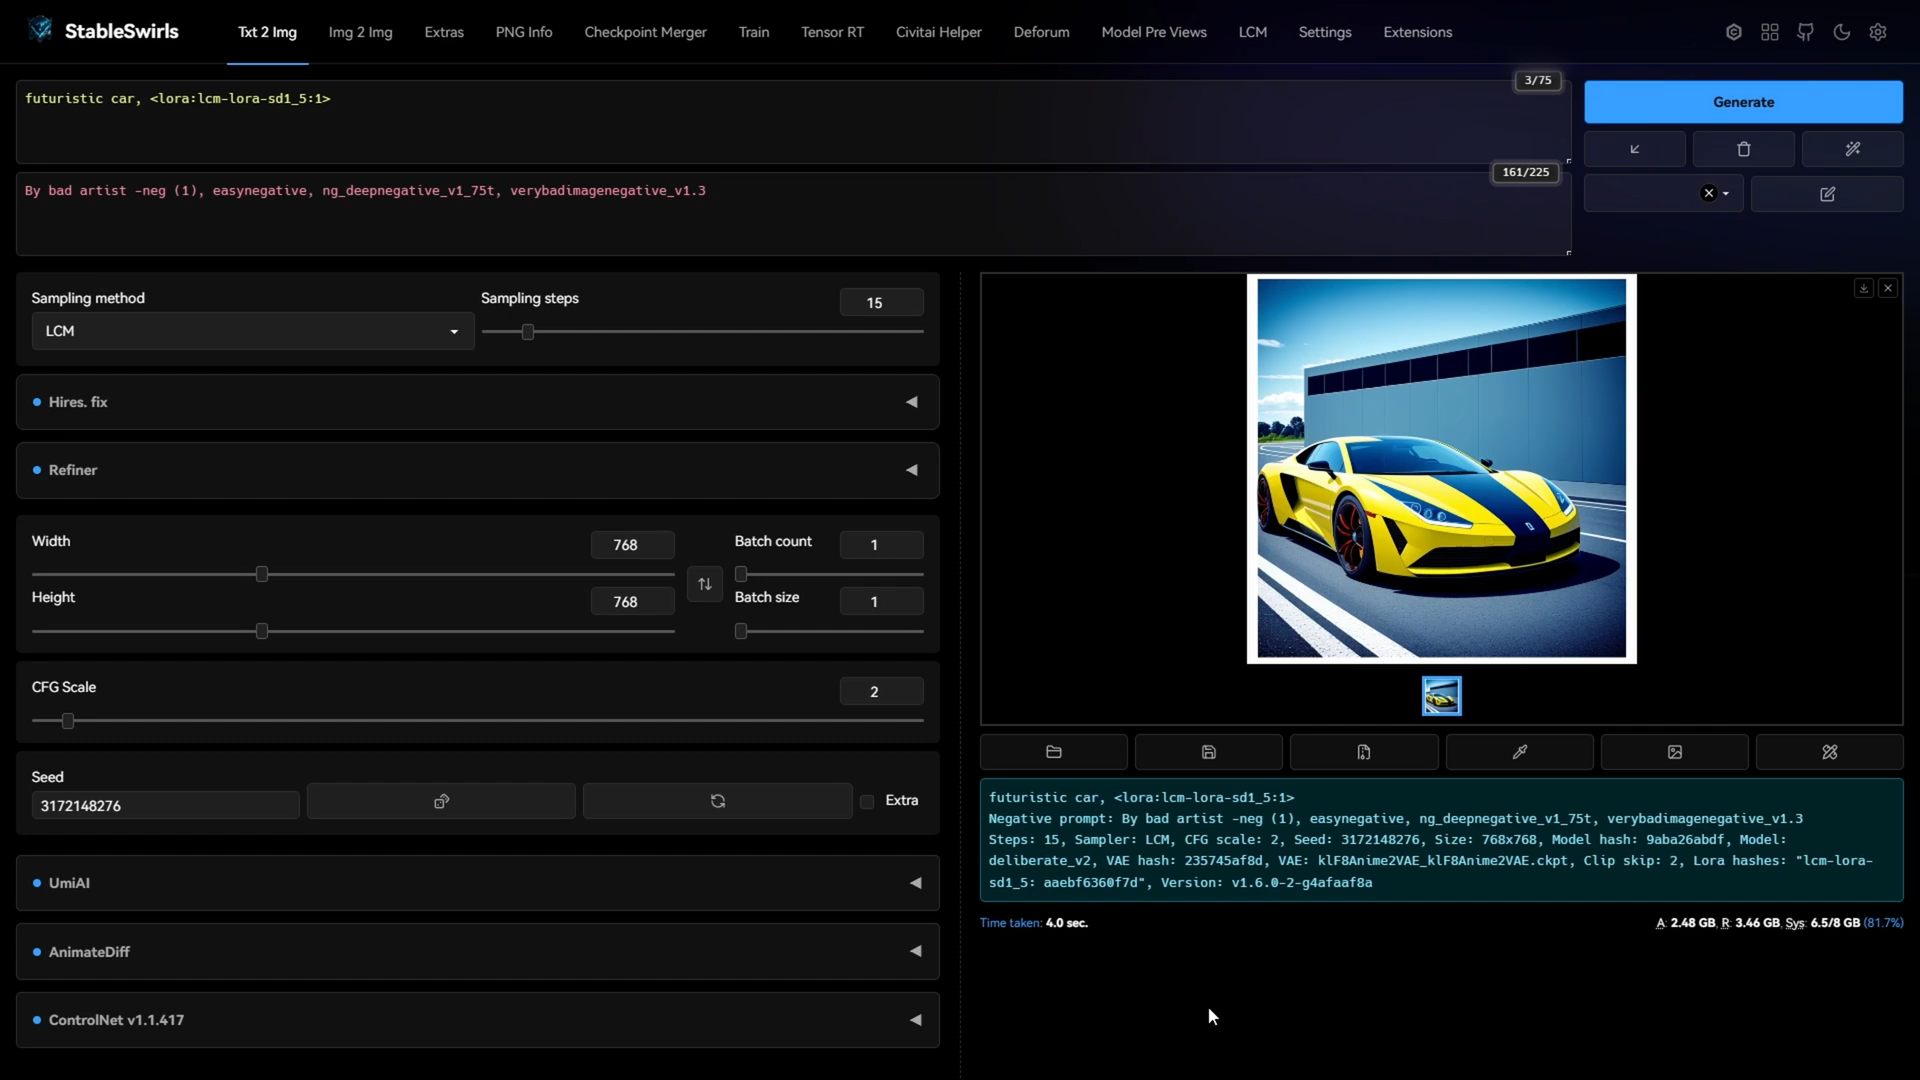 StableSwirls
Txt 2 Img
Img 2 Img
Extras
PNG Info
Checkpoint Merger
Train
Tensor RT
Civitai Helper
Deforum
Model Pre Views
LCM
Settings
Extensions
3/75
futuristic car, <lora:lcm-lora-sd1_5:1>
Generate
161/225
By bad artist -neg (1), easynegative, ng_deepnegative_v1_75t, verybadimagenegative_v1.3
Sampling method
LCM
Sampling steps
15
Hires. fix
Refiner
Width
768
Height
768
Batch count
1
Batch size
1
CFG Scale
2
Seed
3172148276
Extra
UmiAI
AnimateDiff
ControlNet v1.1.417
futuristic car, <lora:lcm-lora-sd1_5:1>
Negative prompt: By bad artist -neg (1), easynegative, ng_deepnegative_v1_75t, verybadimagenegative_v1.3
Steps: 15, Sampler: LCM, CFG scale: 2, Seed: 3172148276, Size: 768x768, Model hash: 9aba26abdf, Model:
deliberate_v2, VAE hash: 235745af8d, VAE: klF8Anime2VAE_klF8Anime2VAE.ckpt, Clip skip: 2, Lora hashes: "lcm-lora-
sd1_5: aaebf6360f7d", Version: v1.6.0-2-g4afaaf8a
Time taken: 4.0 sec.
A: 2.48 GB, R: 3.46 GB, Sys: 6.5/8 GB (81.7%)